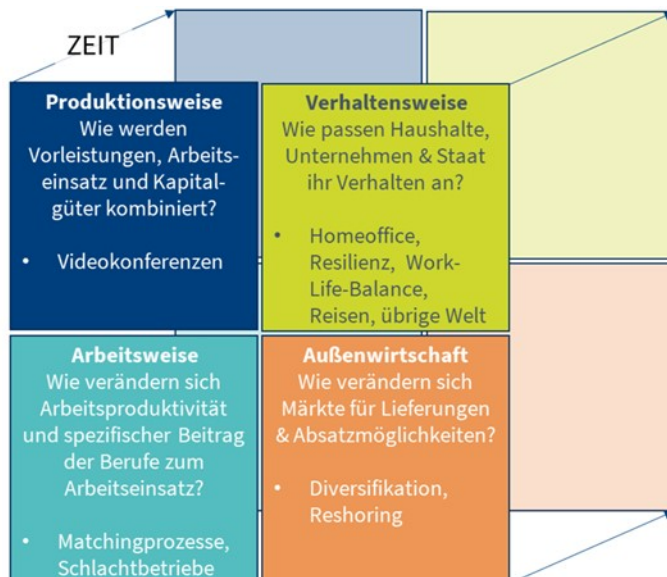 ZEIT
Produktionsweise
Wie werden
Vorleistungen, Arbeits-
einsatz und Kapital-
güter kombiniert?
• Videokonferenzen
Verhaltensweise
Wie passen Haushalte,
Unternehmen & Staat
ihr Verhalten an?
• Homeoffice,
Resilienz, Work-
Life-Balance,
Reisen, übrige Welt
Arbeitsweise
Wie verändern sich
Arbeitsproduktivität
und spezifischer Beitrag
der Berufe zum
Arbeitseinsatz?
• Matchingprozesse,
Schlachtbetriebe
Außenwirtschaft
Wie verändern sich
Märkte für Lieferungen
& Absatzmöglichkeiten?
• Diversifikation,
Reshoring